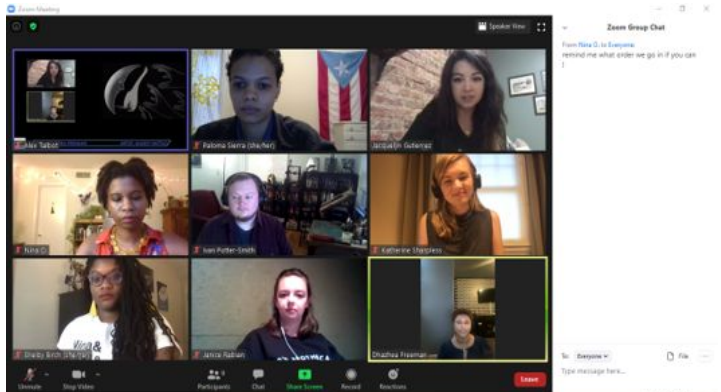 Zoom Meeting
Speaker View
Zoom Group Chat
From Nina O. to Everyone:
remind me what order we go in if you can
!
Alex Talbot
Paloma Sierra (she/her)
Jacquelyn Gutierrez
Nina O.
Ivan Potter-Smith
Katherine Sharpless
Shelby Birch (she/her)
Janice Rabian
Dhazhea Freeman
To: Everyone
File
Type message here...
Unmute
Stop Video
Participants
Chat
Share Screen
Record
Reactions
Leave